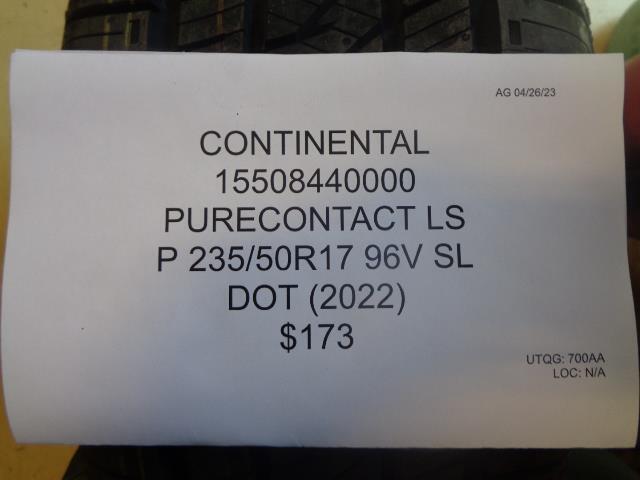 AG 04/26/23
CONTINENTAL
15508440000
PURECONTACT LS
P 235/50R17 96V SL
DOT (2022)
$173
UTQG: 700AA
LOC: N/A